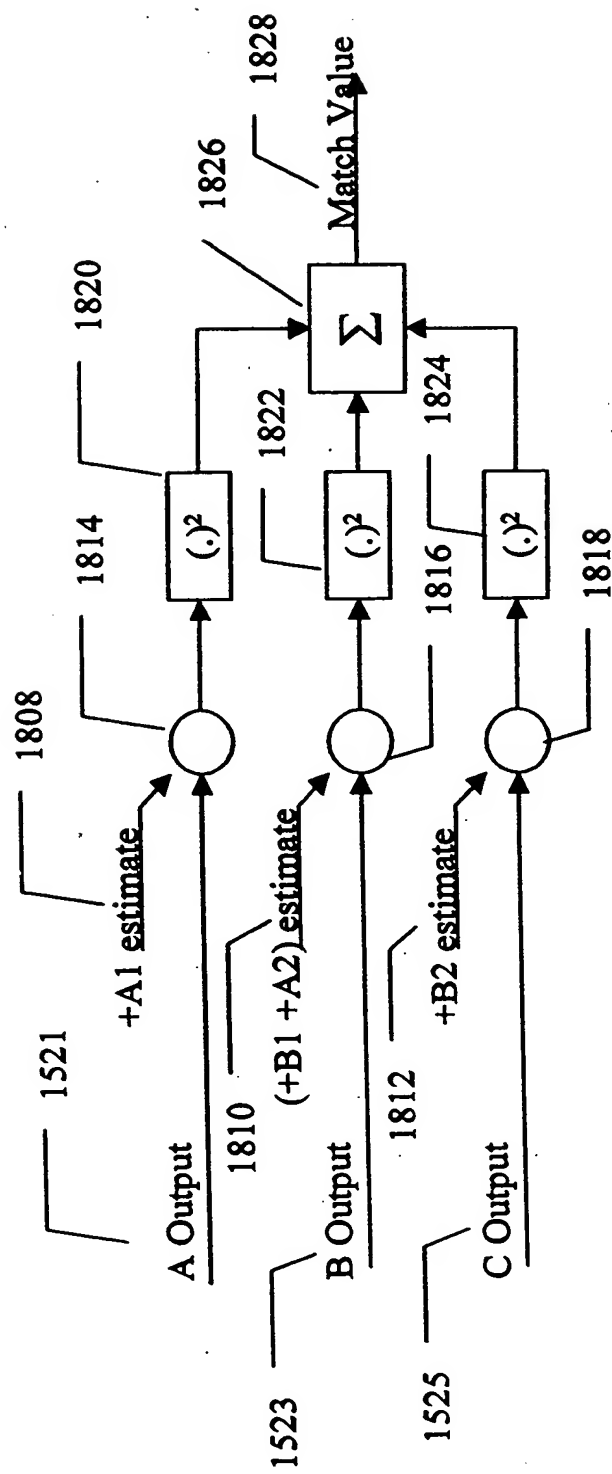 1521
1808
1814
1820
1826
1828
A Output
+A1 estimate
(.)²
Match Value
1523
1810
1822
B Output
(+B1 +A2) estimate
(.)²
Σ
1525
1812
1816
1824
C Output
+B2 estimate
(.)²
1818